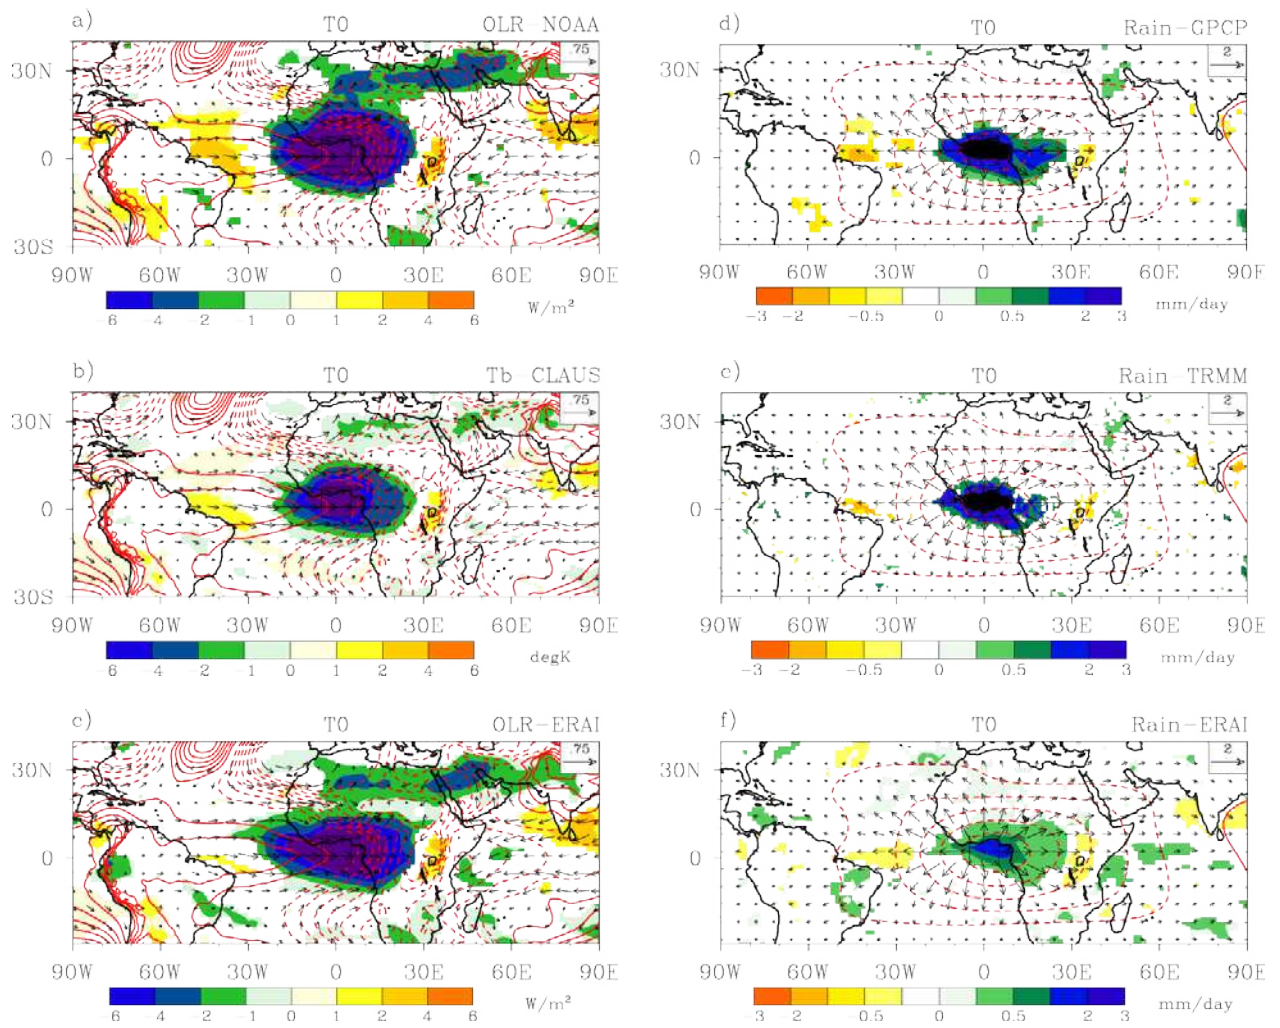 a) T0 OLR-NOAA
.75
30N
0
30S
90W 60W 30W 0 30E 60E 90E
-6 -4 -2 -1 0 1 2 4 6 W/m²
d) T0 Rain-GPCP
2
30N
0
90W 60W 30W 0 30E 60E 90E
-3 -2 -0.5 0 0.5 2 3 mm/day
b) T0 Tb-CLAUS
.75
30N
0
30S
90W 60W 30W 0 30E 60E 90E
6 4 2 1 0 1 2 4 6 degK
e) T0 Rain-TRMM
2
30N
0
90W 60W 30W 0 30E 60E 90E
-3 -2 -0.5 0 0.5 2 3 mm/day
c) T0 OLR-ERAI
.75
30N
0
90W 60W 30W 0 30E 60E 90E
-6 -4 -2 -1 0 1 2 4 6 W/m²
f) T0 Rain-ERAI
2
30N
0
90W 60W 30W 0 30E 60E 90E
-3 -2 -0.5 0 0.5 2 3 mm/day